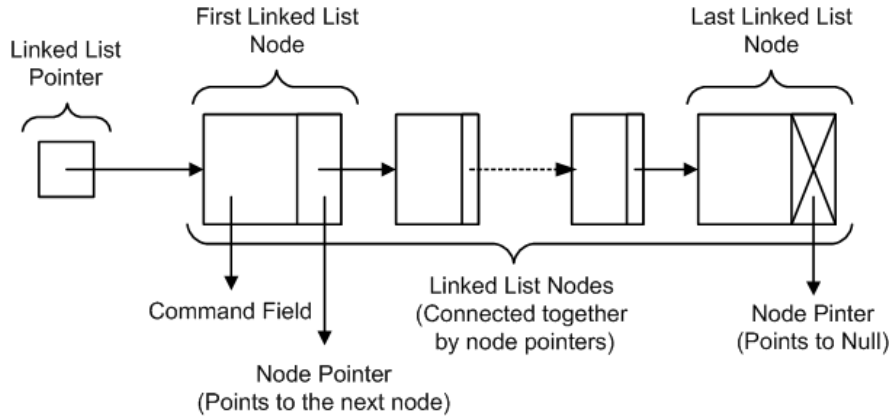 First Linked List
Node
Last Linked List
Node
Linked List
Pointer
Command Field
Linked List Nodes
(Connected together
by node pointers)
Node Pinter
(Points to Null)
Node Pointer
(Points to the next node)